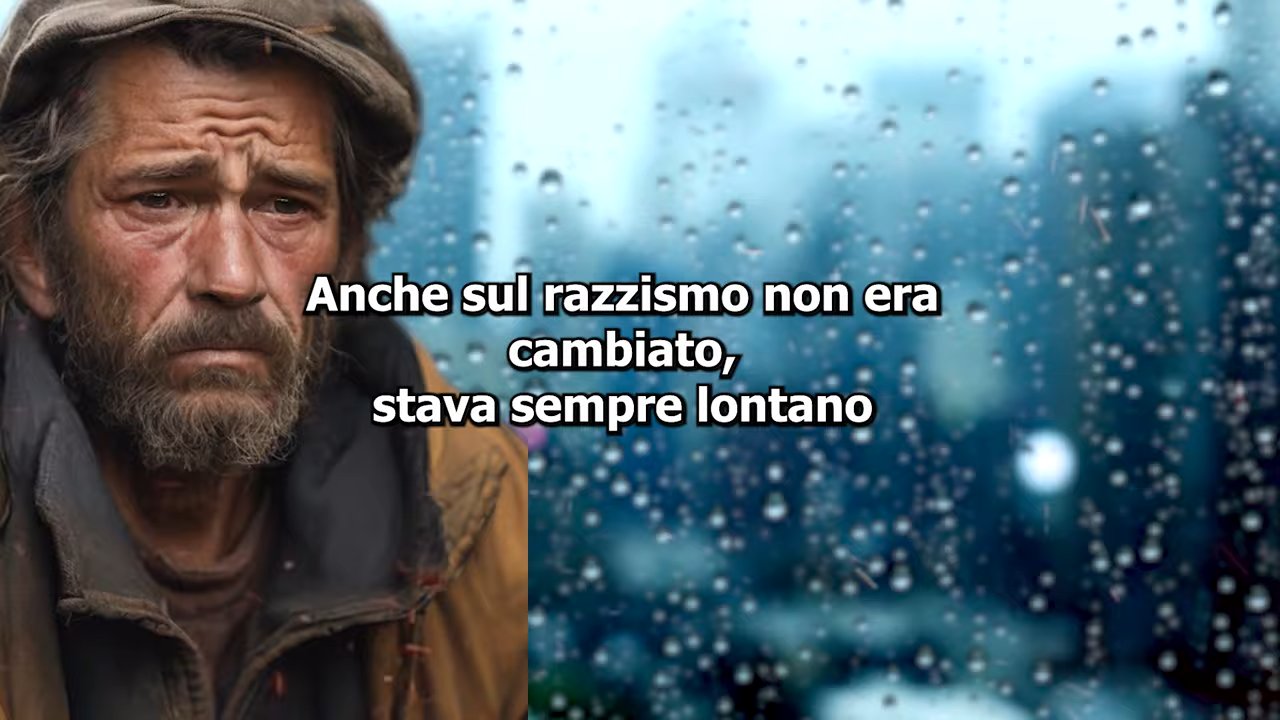 Anche sul razzismo non era
cambiato,
stava sempre lontano